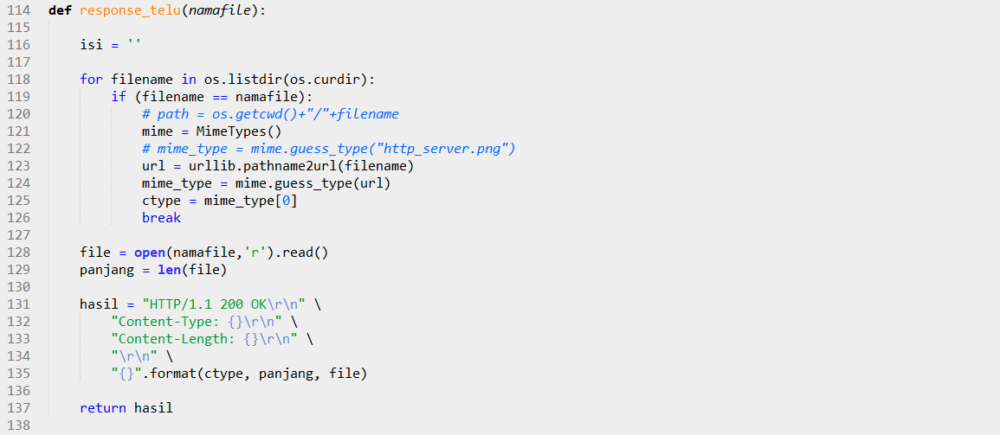 114 def response_telu(namafile):
115
116     isi = ''
117
118     for filename in os.listdir(os.curdir):
119         if (filename == namafile):
120             # path = os.getcwd()+"/"+filename
121             mime = MimeTypes()
122             # mime_type = mime.guess_type("http_server.png")
123             url = urllib.pathname2url(filename)
124             mime_type = mime.guess_type(url)
125             ctype = mime_type[0]
126             break
127
128     file = open(namafile,'r').read()
129     panjang = len(file)
130
131     hasil = "HTTP/1.1 200 OK\r\n" \
132         "Content-Type: {}\r\n" \
133         "Content-Length: {}\r\n" \
134         "\r\n" \
135         "{}".format(ctype, panjang, file)
136
137     return hasil
138